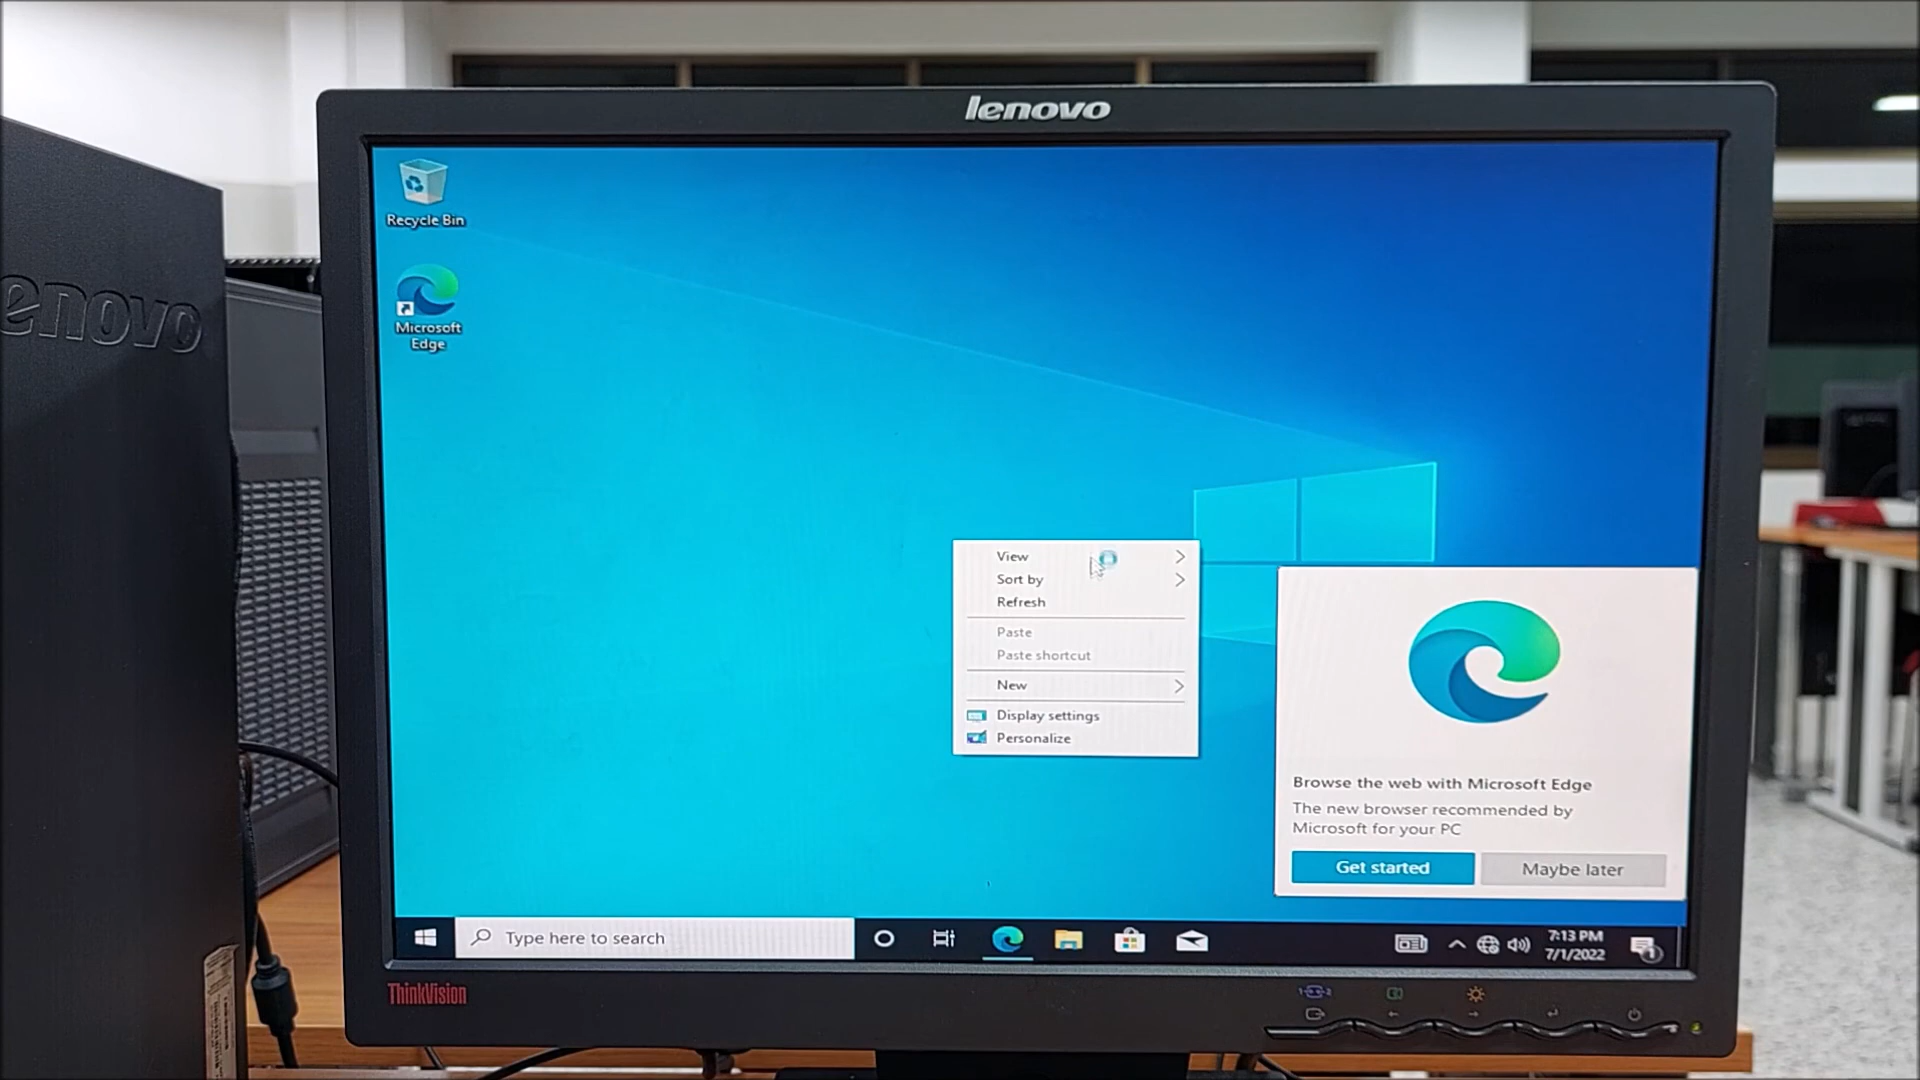 lenovo
enovo
Recycle Bin
Microsoft
Edge
View
Sort by
Refresh
Paste
Paste shortcut
New
Display settings
Personalize
Browse the web with Microsoft Edge
The new browser recommended by
Microsoft for your PC
Get started
Maybe later
Type here to search
7:13 PM
7/1/2022
1
ThinkVision